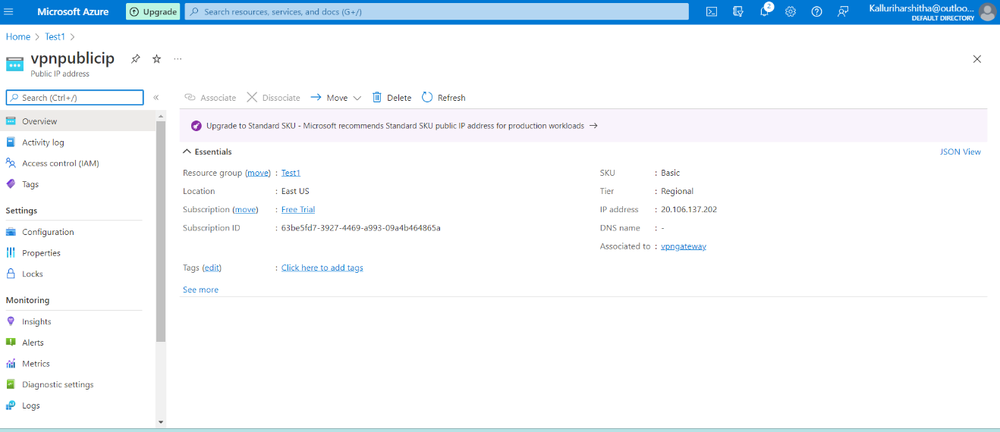 Microsoft Azure
Upgrade
Search resources, services, and docs (G+/)
2
Kalluriharshitha@outloo...
DEFAULT DIRECTORY
Home > Test1 >
vpnpublicip
Public IP address
Search (Ctrl+/)
Associate Dissociate Move Delete Refresh
Overview
Activity log
Access control (IAM)
Tags
Settings
Configuration
Properties
Locks
Monitoring
Insights
Alerts
Metrics
Diagnostic settings
Logs
Upgrade to Standard SKU - Microsoft recommends Standard SKU public IP address for production workloads →
Essentials
JSON View
Resource group (move) : Test1
Location : East US
Subscription (move) : Free Trial
Subscription ID : 63be5fd7-3927-4469-a993-09a4b464865a
SKU : Basic
Tier : Regional
IP address : 20.106.137.202
DNS name : -
Associated to : vpngateway
Tags (edit) : Click here to add tags
See more